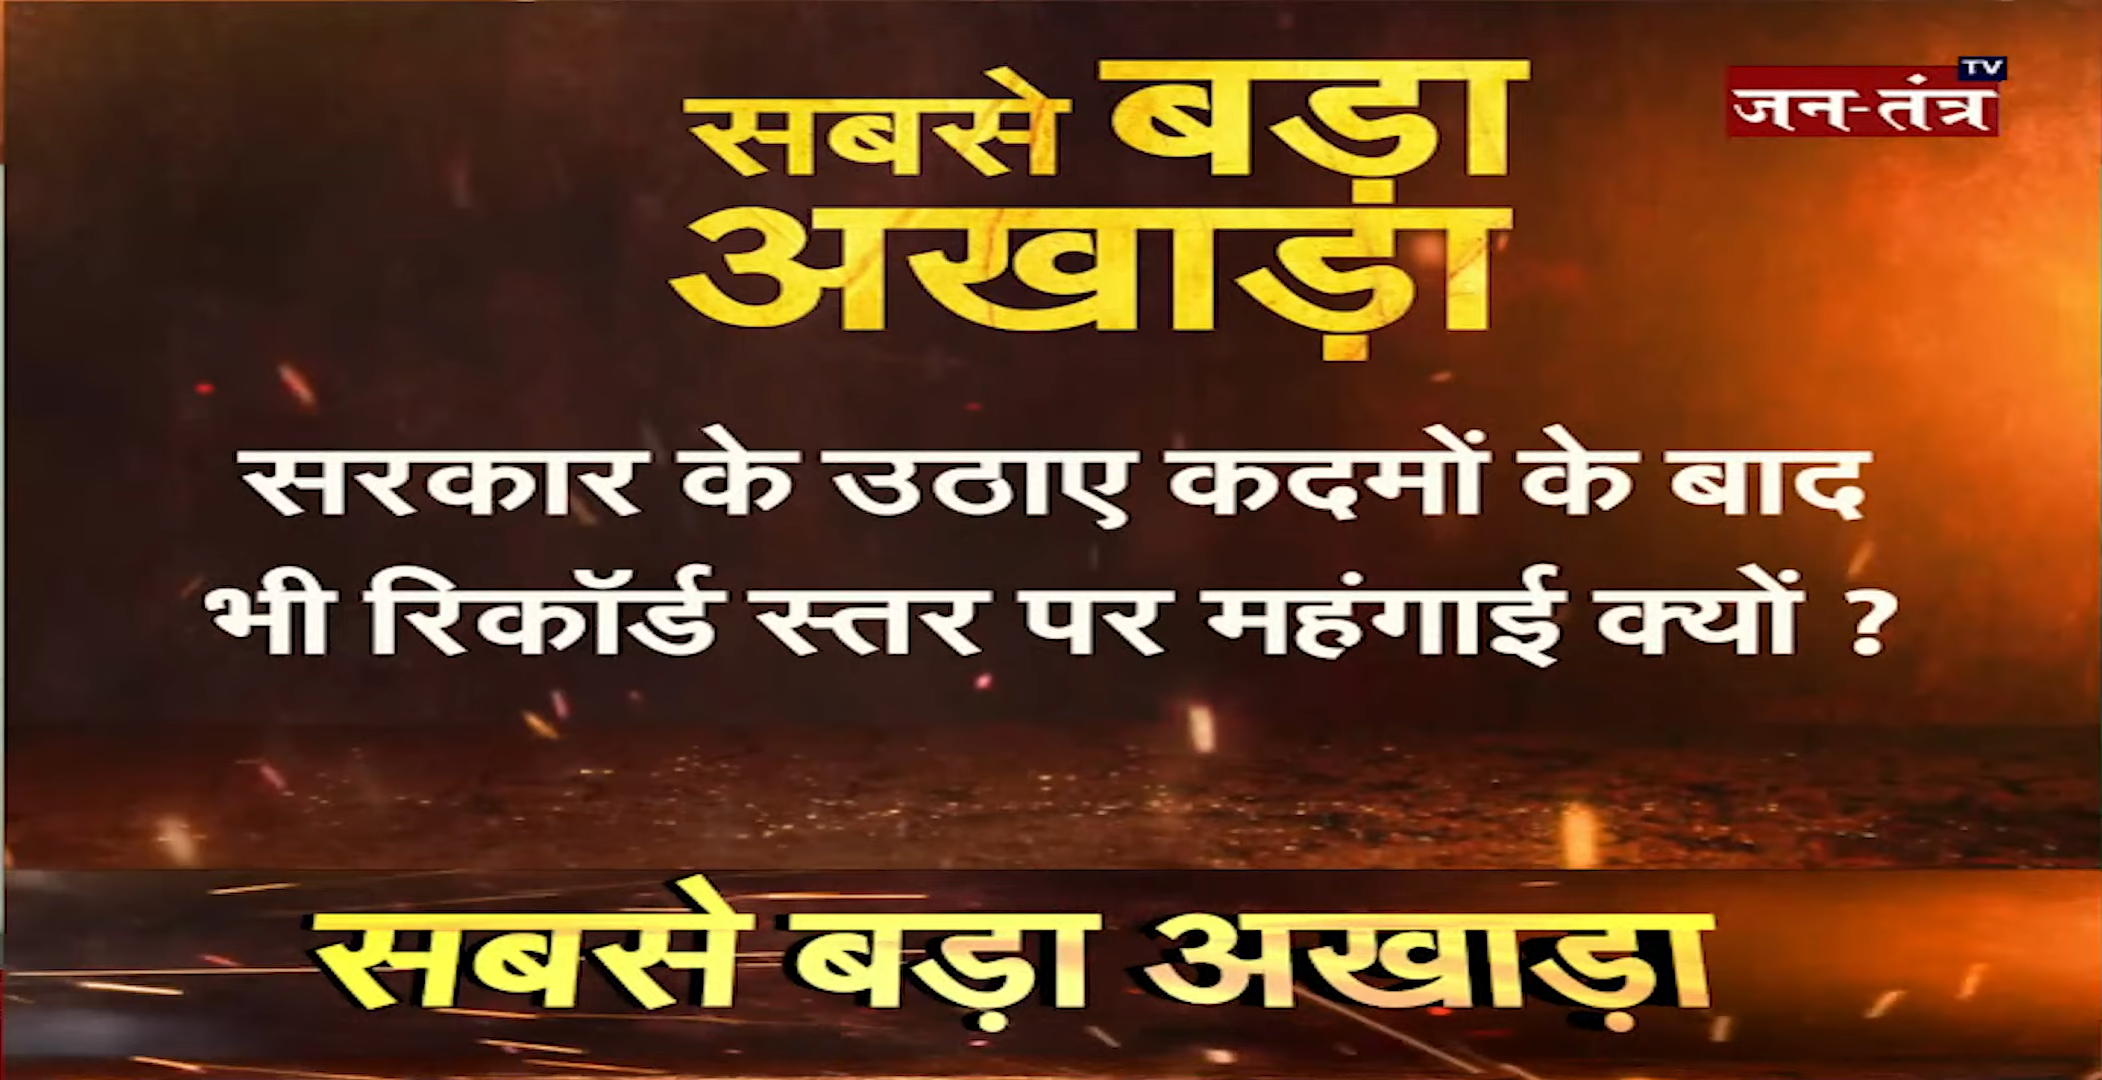 सबसे बड़ा
अखाड़ा
जन-तंत्र TV
सरकार के उठाए कदमों के बाद
भी रिकॉर्ड स्तर पर महंगाई क्यों ?
सबसे बड़ा अखाड़ा